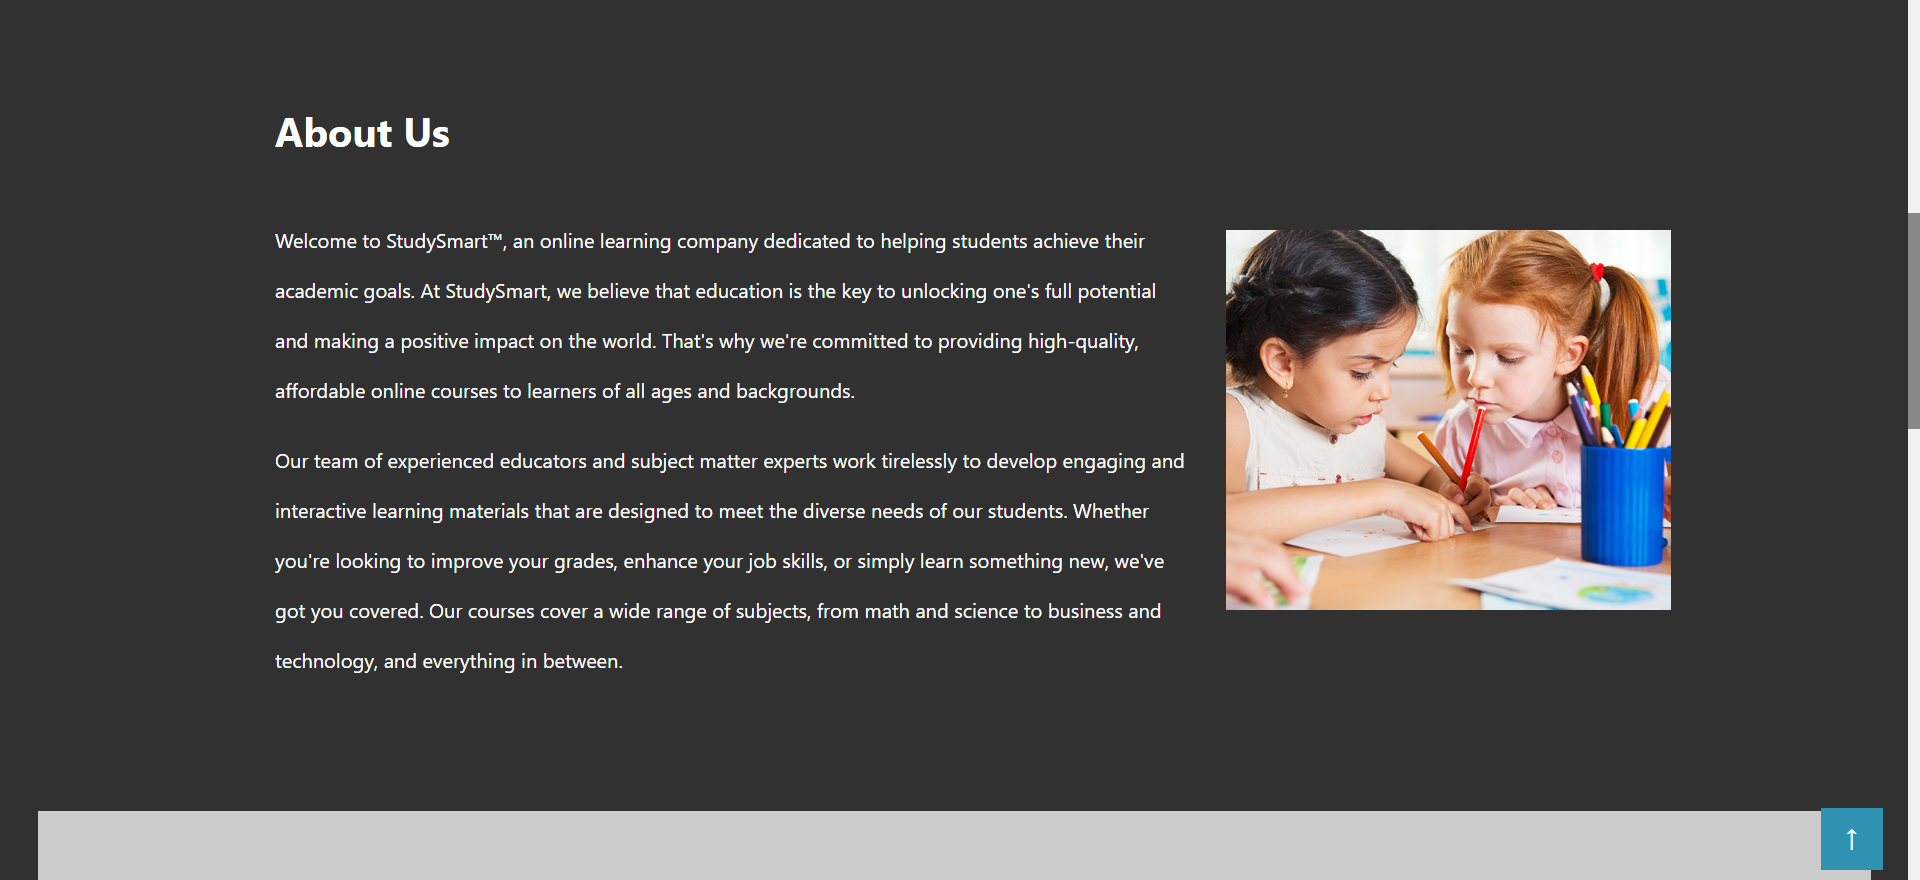 About Us
Welcome to StudySmart™, an online learning company dedicated to helping students achieve their
academic goals. At StudySmart, we believe that education is the key to unlocking one's full potential
and making a positive impact on the world. That's why we're committed to providing high-quality,
affordable online courses to learners of all ages and backgrounds.
Our team of experienced educators and subject matter experts work tirelessly to develop engaging and
interactive learning materials that are designed to meet the diverse needs of our students. Whether
you're looking to improve your grades, enhance your job skills, or simply learn something new, we've
got you covered. Our courses cover a wide range of subjects, from math and science to business and
technology, and everything in between.
↑